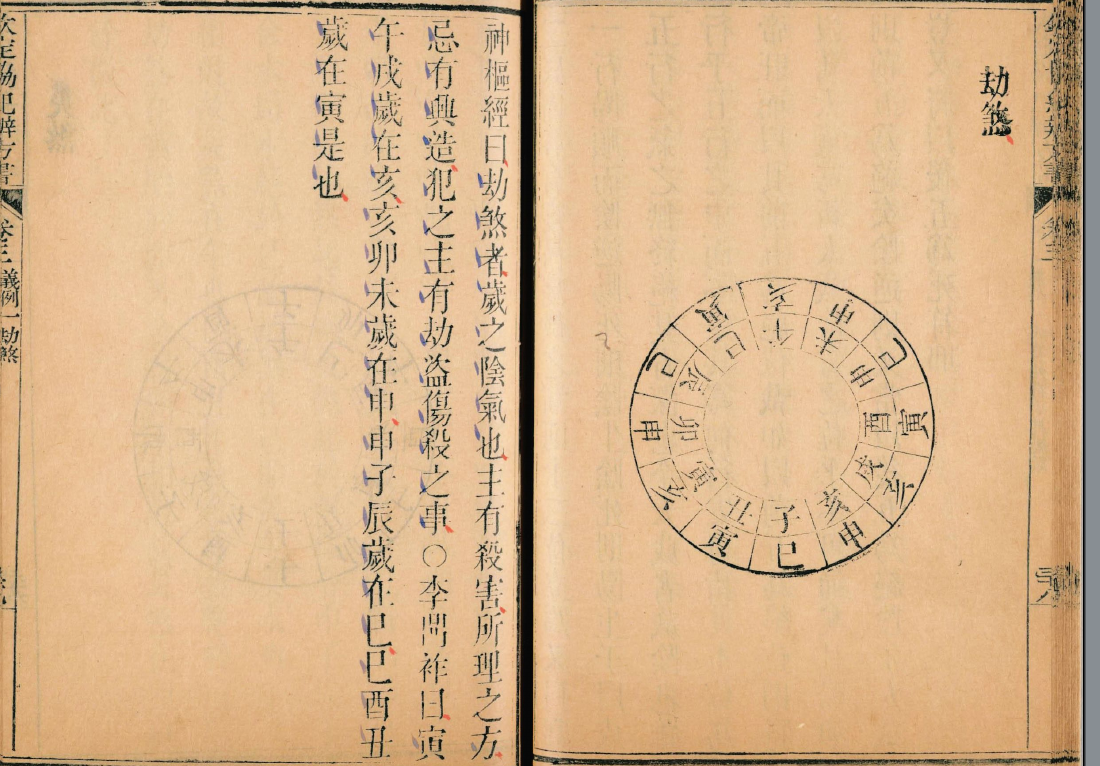 劫煞
巳寅亥申巳寅亥申巳寅亥申
子丑寅卯辰巳午未申酉戌亥
神樞經曰劫煞者歲之陰氣也主有殺害所理之方
忌有興造犯之主有劫盜傷殺之事○李鼎祚曰寅
午戌歲在亥亥卯未歲在申申子辰歲在巳巳酉丑
歲在寅是也
欽定協紀辨方書 卷三 義例一 劫煞